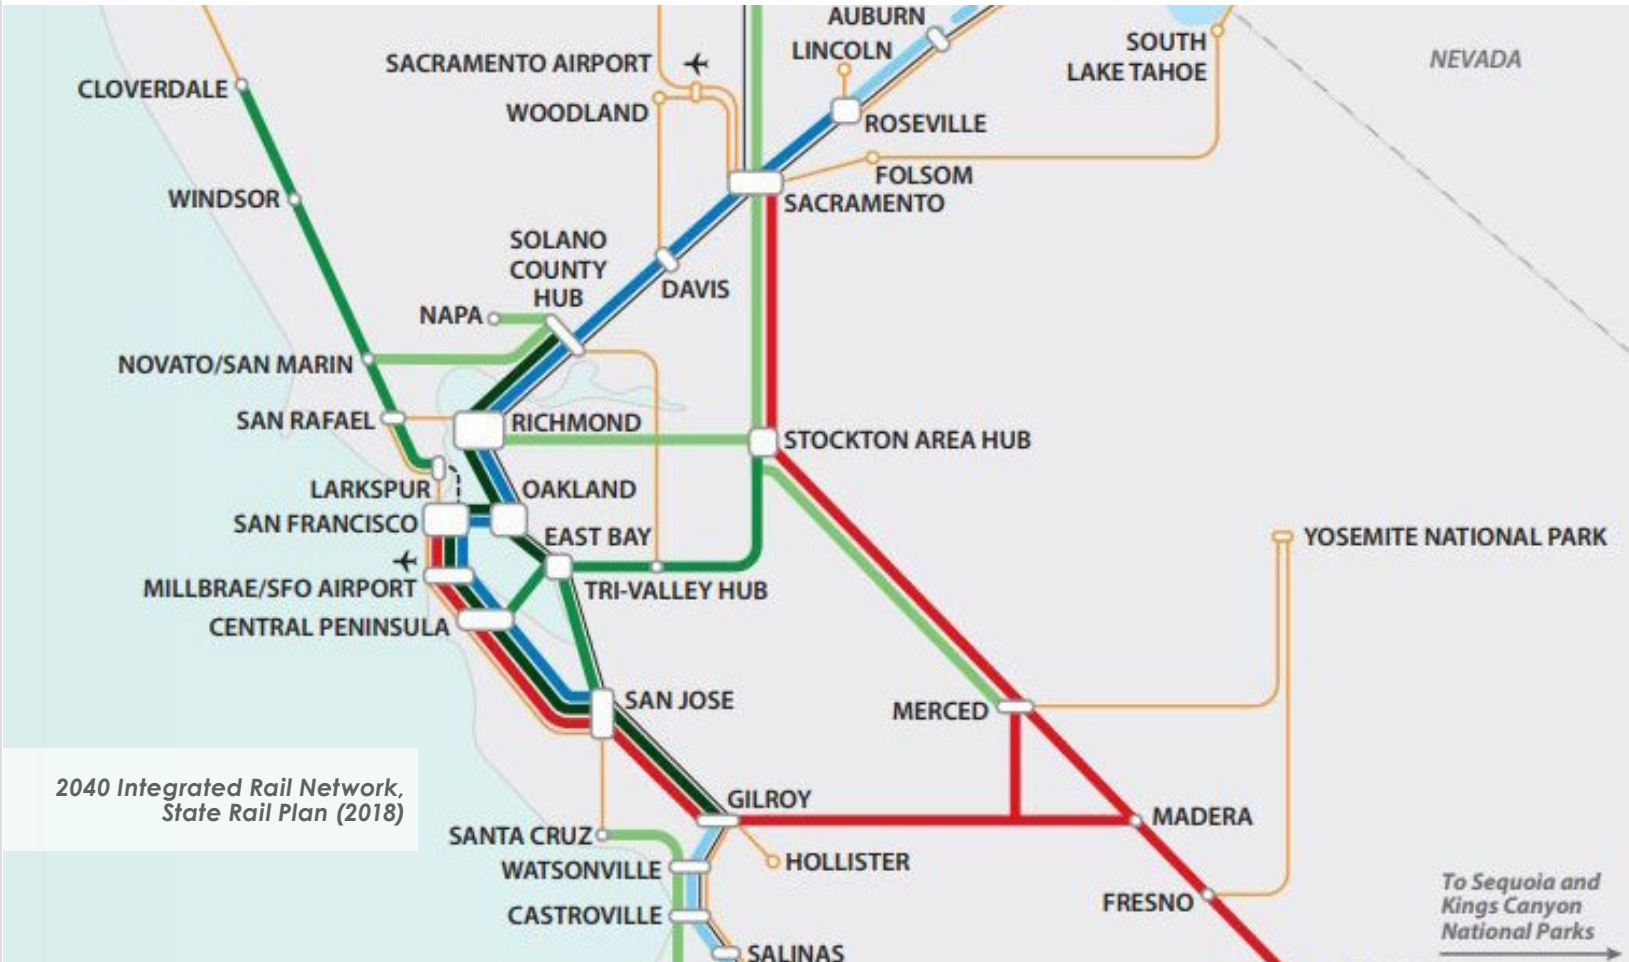 AUBURN
LINCOLN
SOUTH
LAKE TAHOE
NEVADA
SACRAMENTO AIRPORT
CLOVERDALE
WOODLAND
ROSEVILLE
FOLSOM
WINDSOR
SACRAMENTO
SOLANO
COUNTY
HUB
DAVIS
NAPA
NOVATO/SAN MARIN
SAN RAFAEL
RICHMOND
STOCKTON AREA HUB
LARKSPUR
OAKLAND
SAN FRANCISCO
EAST BAY
YOSEMITE NATIONAL PARK
MILLBRAE/SFO AIRPORT
TRI-VALLEY HUB
CENTRAL PENINSULA
SAN JOSE
MERCED
2040 Integrated Rail Network,
State Rail Plan (2018)
GILROY
MADERA
SANTA CRUZ
HOLLISTER
WATSONVILLE
CASTROVILLE
FRESNO
To Sequoia and
Kings Canyon
National Parks
SALINAS